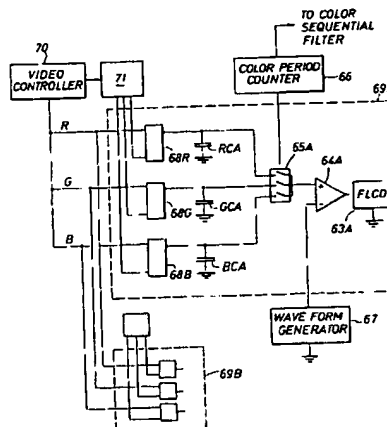 TO COLOR
SEQUENTIAL
FILTER
70
VIDEO
CONTROLLER
71
COLOR PERIOD
COUNTER
66
69
R
68R
RCA
65A
64A
G
68G
GCA
FLCD
63A
B
68B
BCA
WAVE FORM
GENERATOR
67
69B